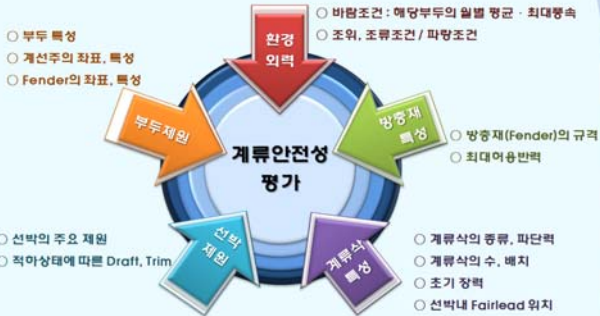 환경
외력
○ 바람조건 : 해당부두의 월별 평균 · 최대풍속
○ 조위, 조류조건 / 파랑조건
○ 부두 특성
○ 계선주의 좌표, 특성
○ Fender의 좌표, 특성
부두제원
방충재
특성
○ 방충재(Fender)의 규격
○ 최대허용반력
계류안전성
평가
선박
제원
○ 선박의 주요 제원
○ 적하상태에 따른 Draft, Trim
계류삭
특성
○ 계류삭의 종류, 파단력
○ 계류삭의 수, 배치
○ 초기 장력
○ 선박내 Fairlead 위치